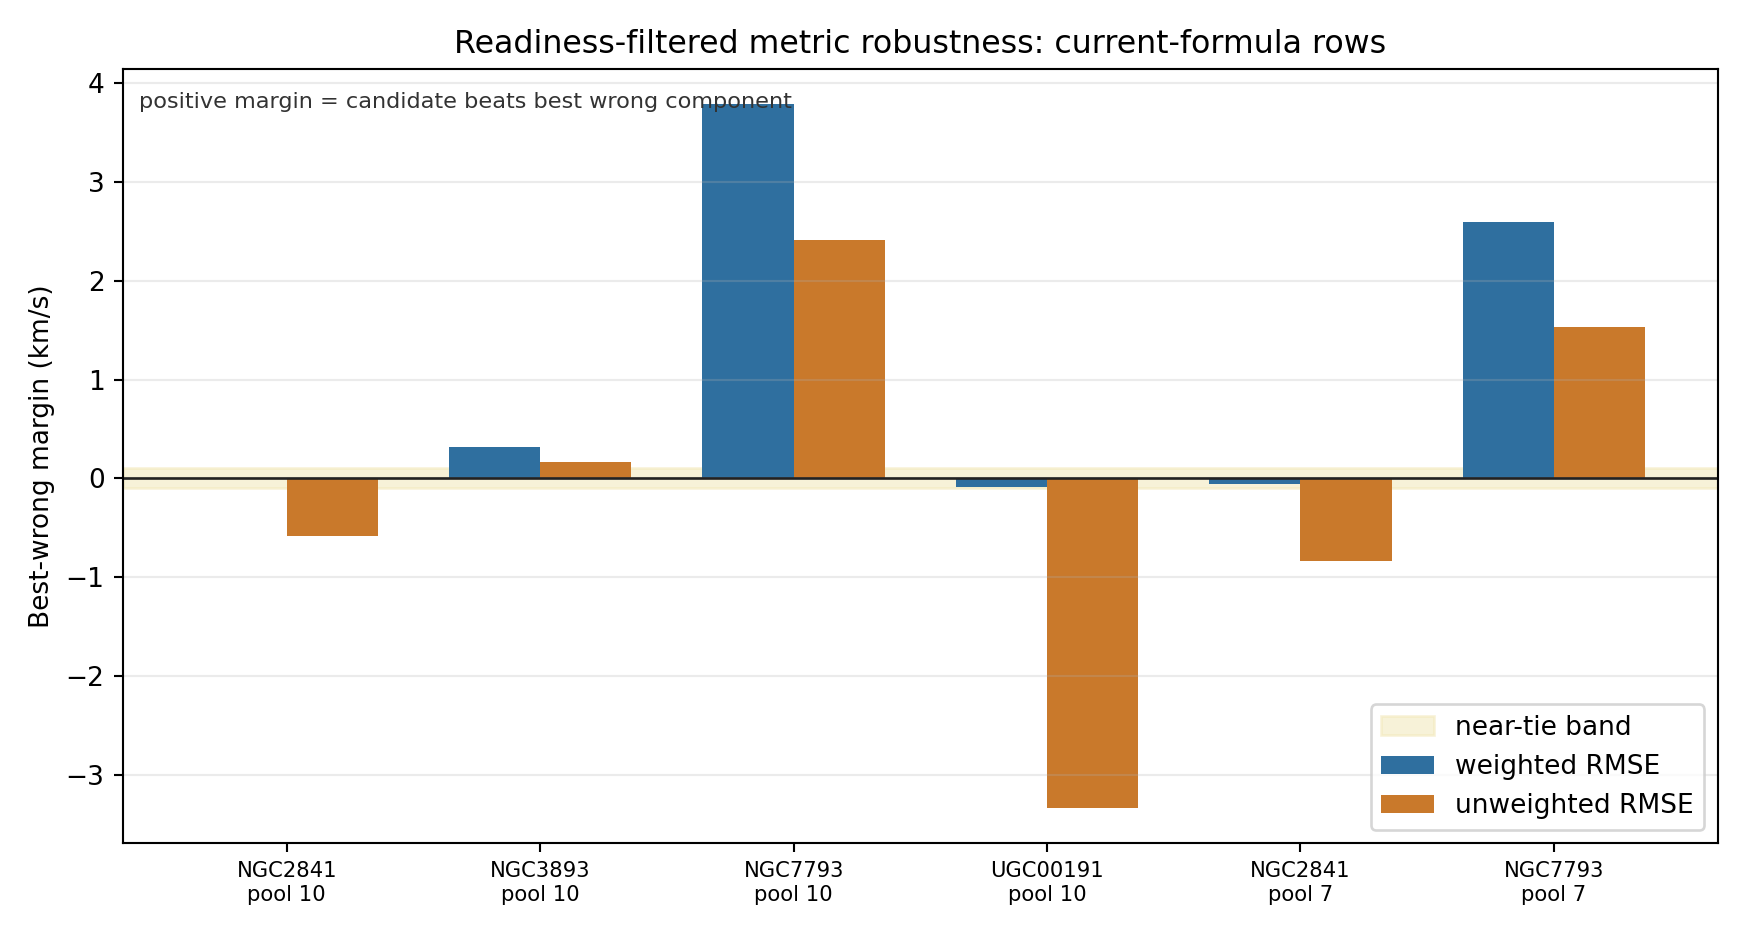 Readiness-filtered metric robustness: current-formula rows
positive margin = candidate beats best wrong component
Best-wrong margin (km/s)
4
3
2
1
0
−1
−2
−3
near-tie band
weighted RMSE
unweighted RMSE
NGC2841
pool 10
NGC3893
pool 10
NGC7793
pool 10
UGC00191
pool 10
NGC2841
pool 7
NGC7793
pool 7